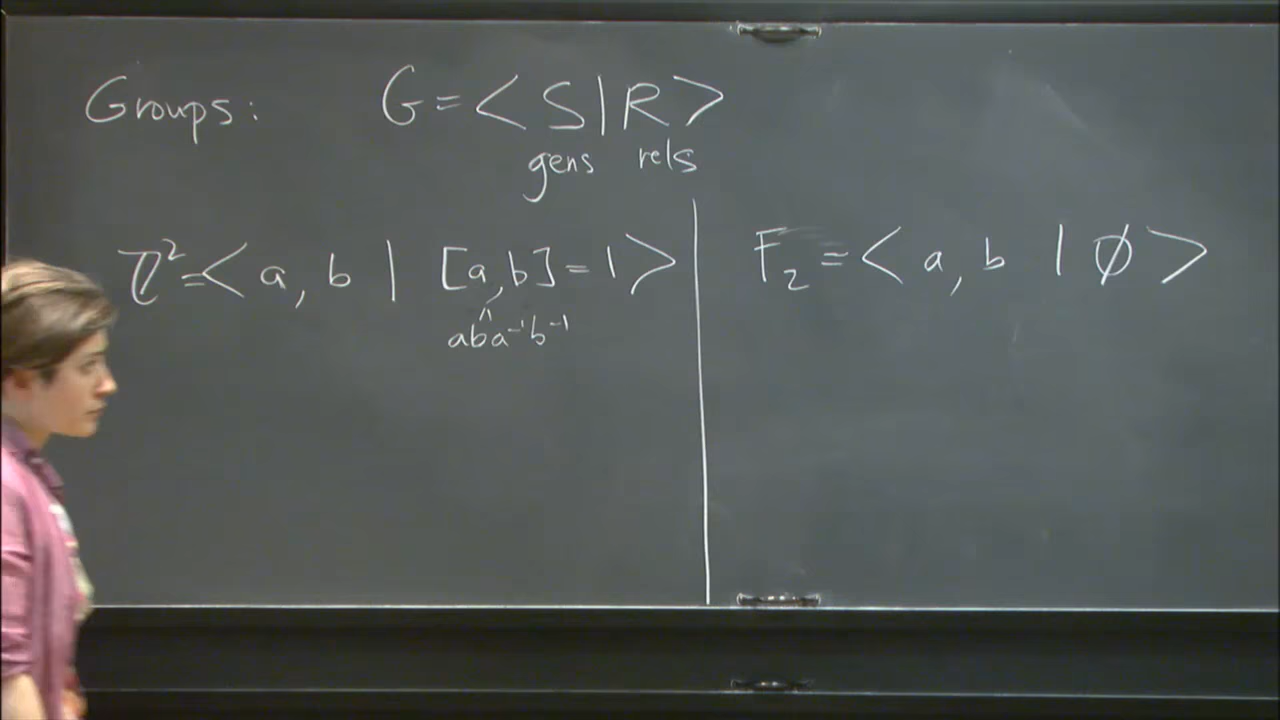 Groups: G = < S | R >
gens rels
ℤ² = < a, b | [a,b] = 1 >
aba⁻¹b⁻¹
F₂ = < a, b | ∅ >